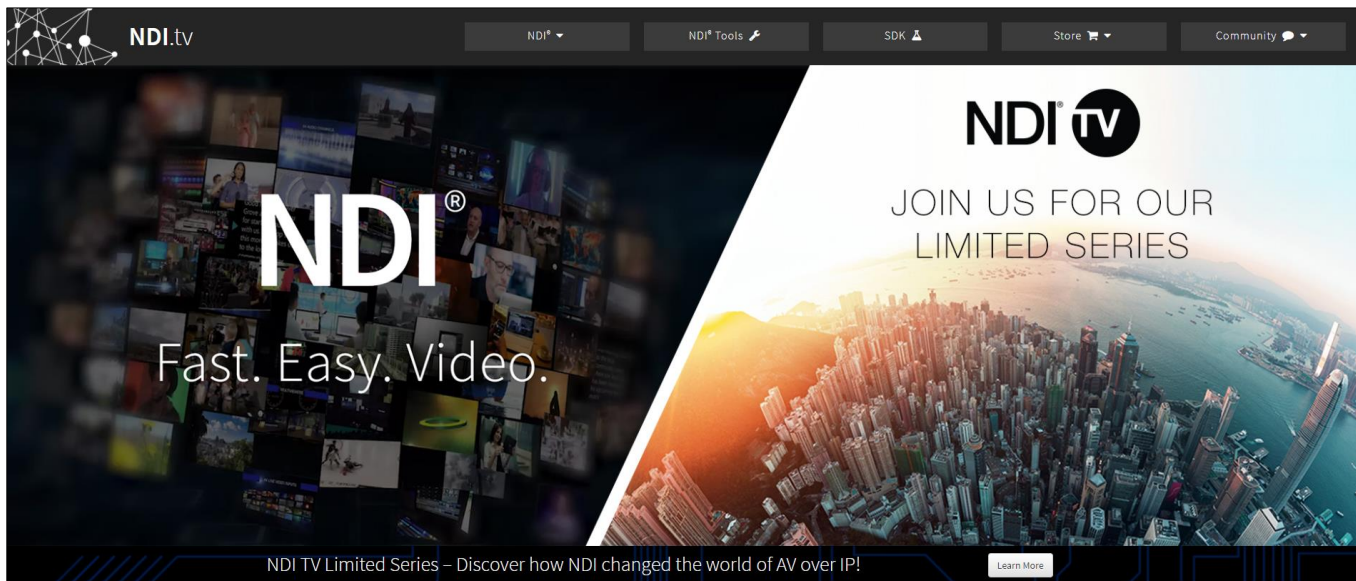 NDI.tv
NDI®
NDI® Tools
SDK
Store
Community
NDI®
Fast. Easy. Video.
NDI® TV
JOIN US FOR OUR
LIMITED SERIES
NDI TV Limited Series – Discover how NDI changed the world of AV over IP!
Learn More